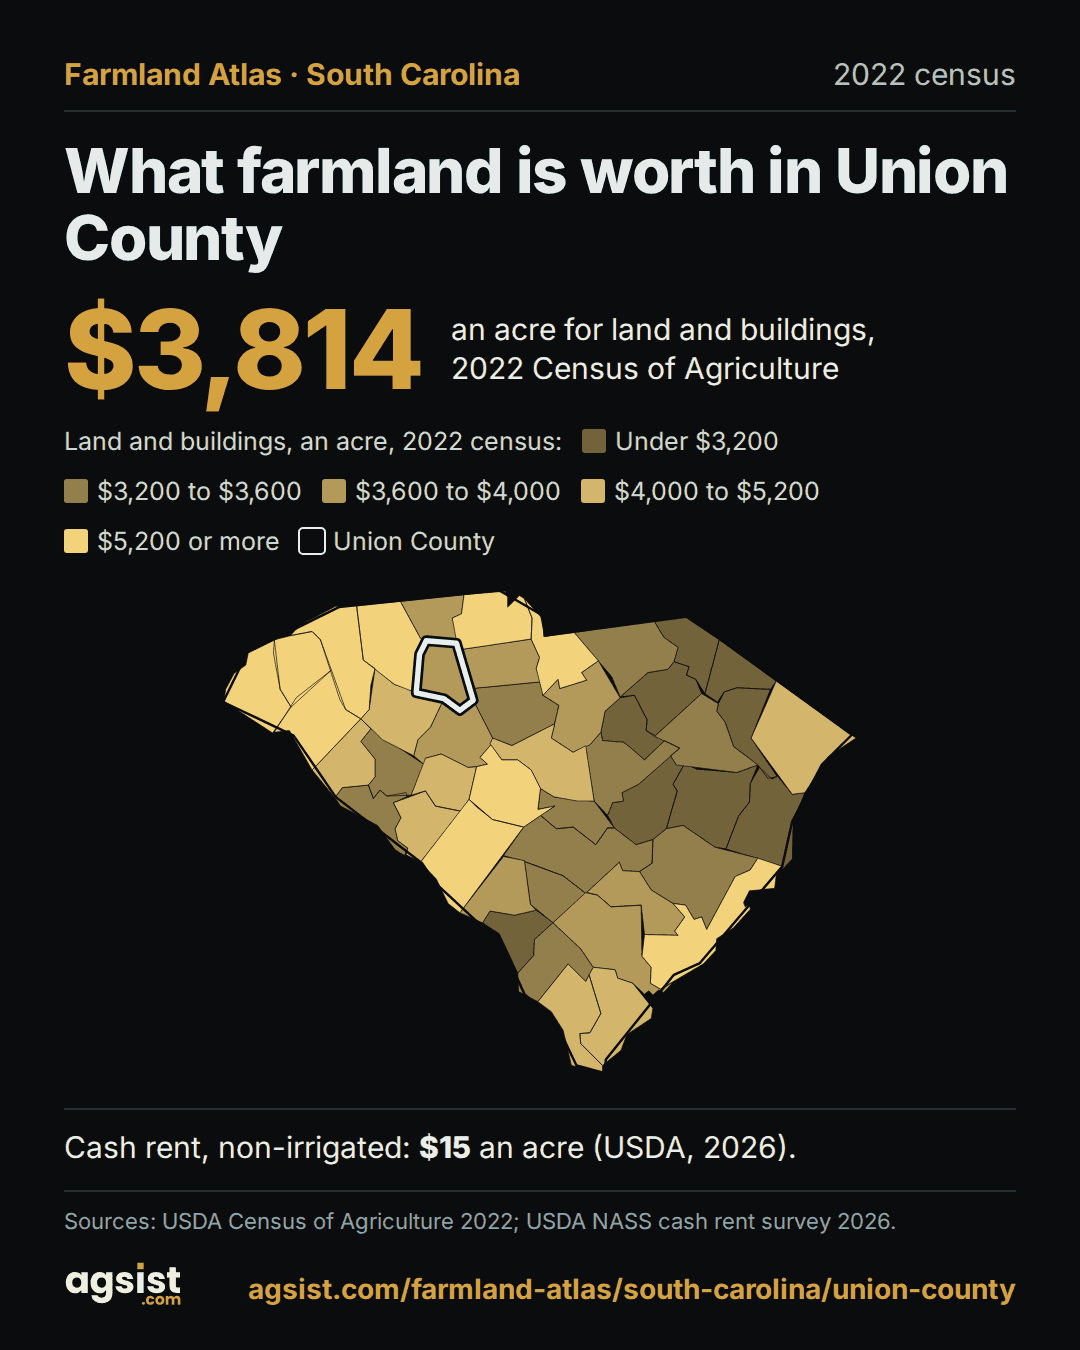 Farmland Atlas · South Carolina
2022 census
What farmland is worth in Union
County
$3,814
an acre for land and buildings,
2022 Census of Agriculture
Land and buildings, an acre, 2022 census: Under $3,200
$3,200 to $3,600 $3,600 to $4,000 $4,000 to $5,200
$5,200 or more Union County
Cash rent, non-irrigated: $15 an acre (USDA, 2026).
Sources: USDA Census of Agriculture 2022; USDA NASS cash rent survey 2026.
agsist
.com
agsist.com/farmland-atlas/south-carolina/union-county